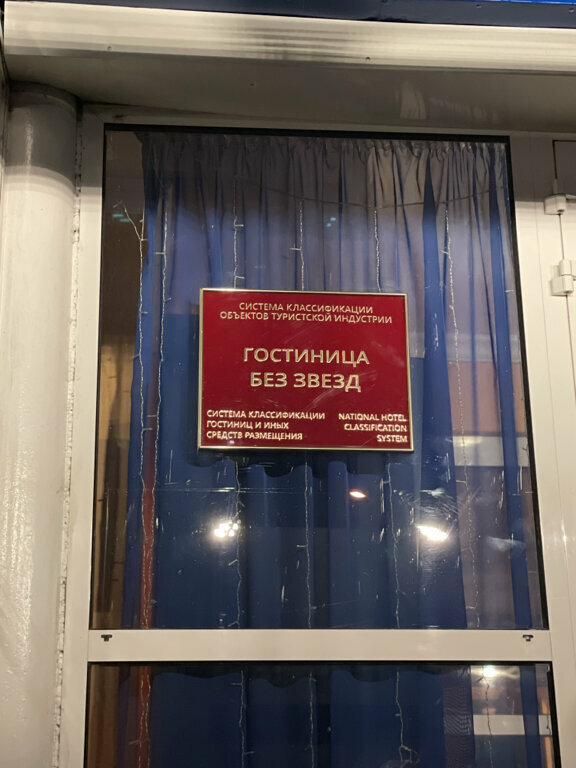 СИСТЕМА КЛАССИФИКАЦИИ
ОБЪЕКТОВ ТУРИСТСКОЙ ИНДУСТРИИ
ГОСТИНИЦА
БЕЗ ЗВЕЗД
СИСТЕМА КЛАССИФИКАЦИИ
ГОСТИНИЦ И ИНЫХ
СРЕДСТВ РАЗМЕЩЕНИЯ
NATIONAL HOTEL
CLASSIFICATION
SYSTEM